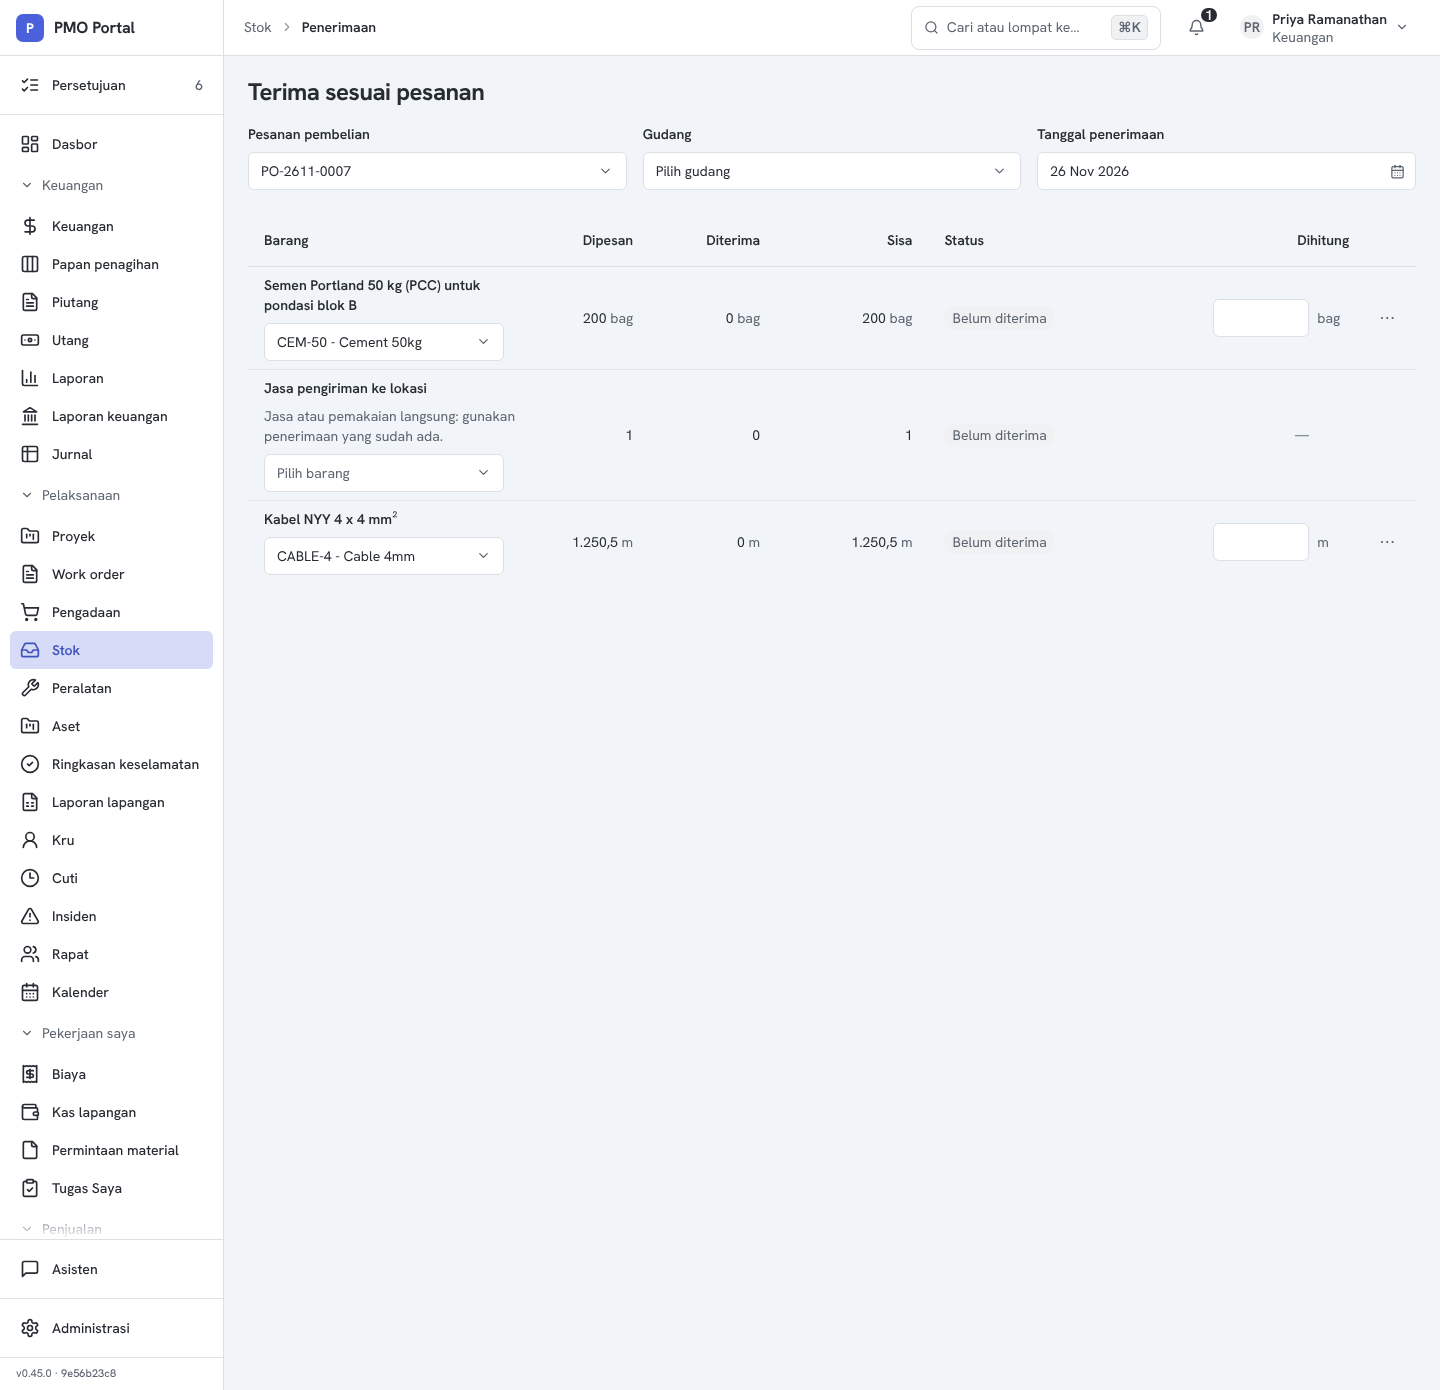 P PMO Portal
Stok > Penerimaan
Cari atau lompat ke... ⌘K
1
PR Priya Ramanathan
Keuangan
Persetujuan 6
Dasbor
Keuangan
Keuangan
Papan penagihan
Piutang
Utang
Laporan
Laporan keuangan
Jurnal
Pelaksanaan
Proyek
Work order
Pengadaan
Stok
Peralatan
Aset
Ringkasan keselamatan
Laporan lapangan
Kru
Cuti
Insiden
Rapat
Kalender
Pekerjaan saya
Biaya
Kas lapangan
Permintaan material
Tugas Saya
Penjualan
Asisten
Administrasi
v0.45.0 · 9e56b23c8
Terima sesuai pesanan
Pesanan pembelian Gudang Tanggal penerimaan
PO-2611-0007 Pilih gudang 26 Nov 2026
Barang Dipesan Diterima Sisa Status Dihitung
Semen Portland 50 kg (PCC) untuk
pondasi blok B
200 bag 0 bag 200 bag Belum diterima bag ...
CEM-50 - Cement 50kg
Jasa pengiriman ke lokasi
Jasa atau pemakaian langsung: gunakan
penerimaan yang sudah ada.
1 0 1 Belum diterima —
Pilih barang
Kabel NYY 4 x 4 mm²
1.250,5 m 0 m 1.250,5 m Belum diterima m ...
CABLE-4 - Cable 4mm